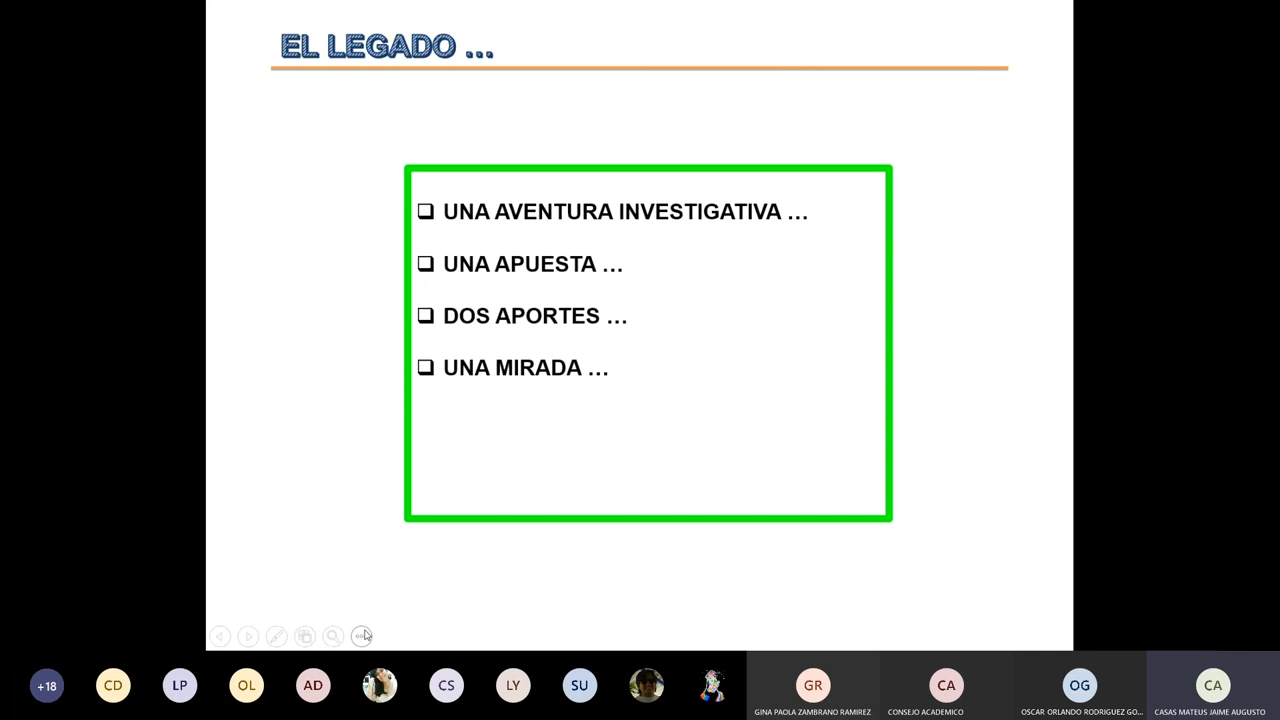 EL LEGADO ...
UNA AVENTURA INVESTIGATIVA ...
UNA APUESTA ...
DOS APORTES ...
UNA MIRADA ...
+18
CD
LP
OL
AD
CS
LY
SU
GR
CA
OG
CA
GINA PAOLA ZAMBRANO RAMIREZ
CONSEJO ACADEMICO
OSCAR ORLANDO RODRIGUEZ GO...
CASAS MATEUS JAIME AUGUSTO